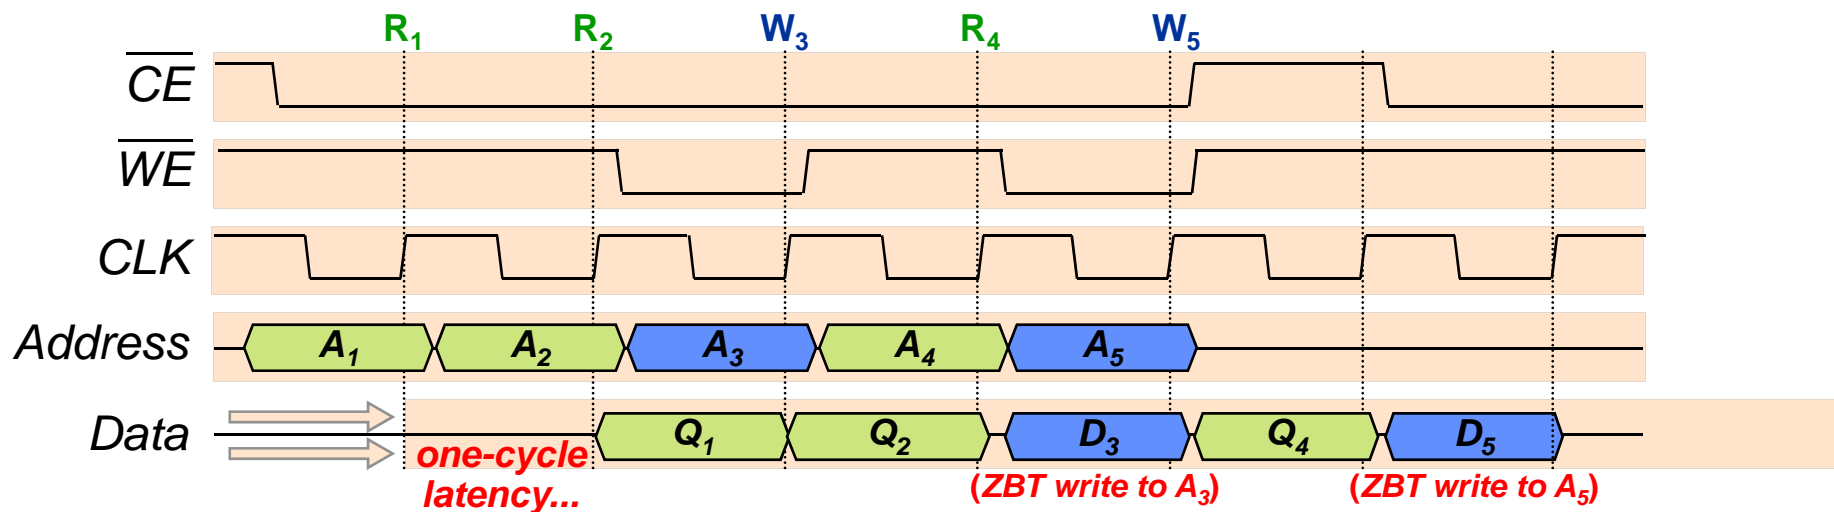 R1 R2 W3 R4 W5
CE
WE
CLK
Address A1 A2 A3 A4 A5
Data Q1 Q2 D3 Q4 D5
one-cycle
latency...
(ZBT write to A3) (ZBT write to A5)